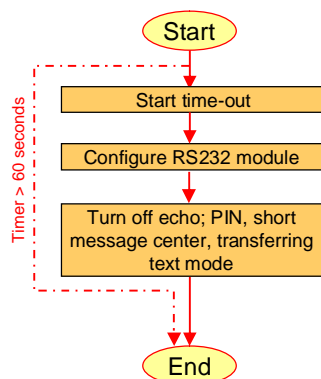 Start
Start time-out
Timer > 60 seconds
Configure RS232 module
Turn off echo; PIN, short
message center, transferring
text mode
End